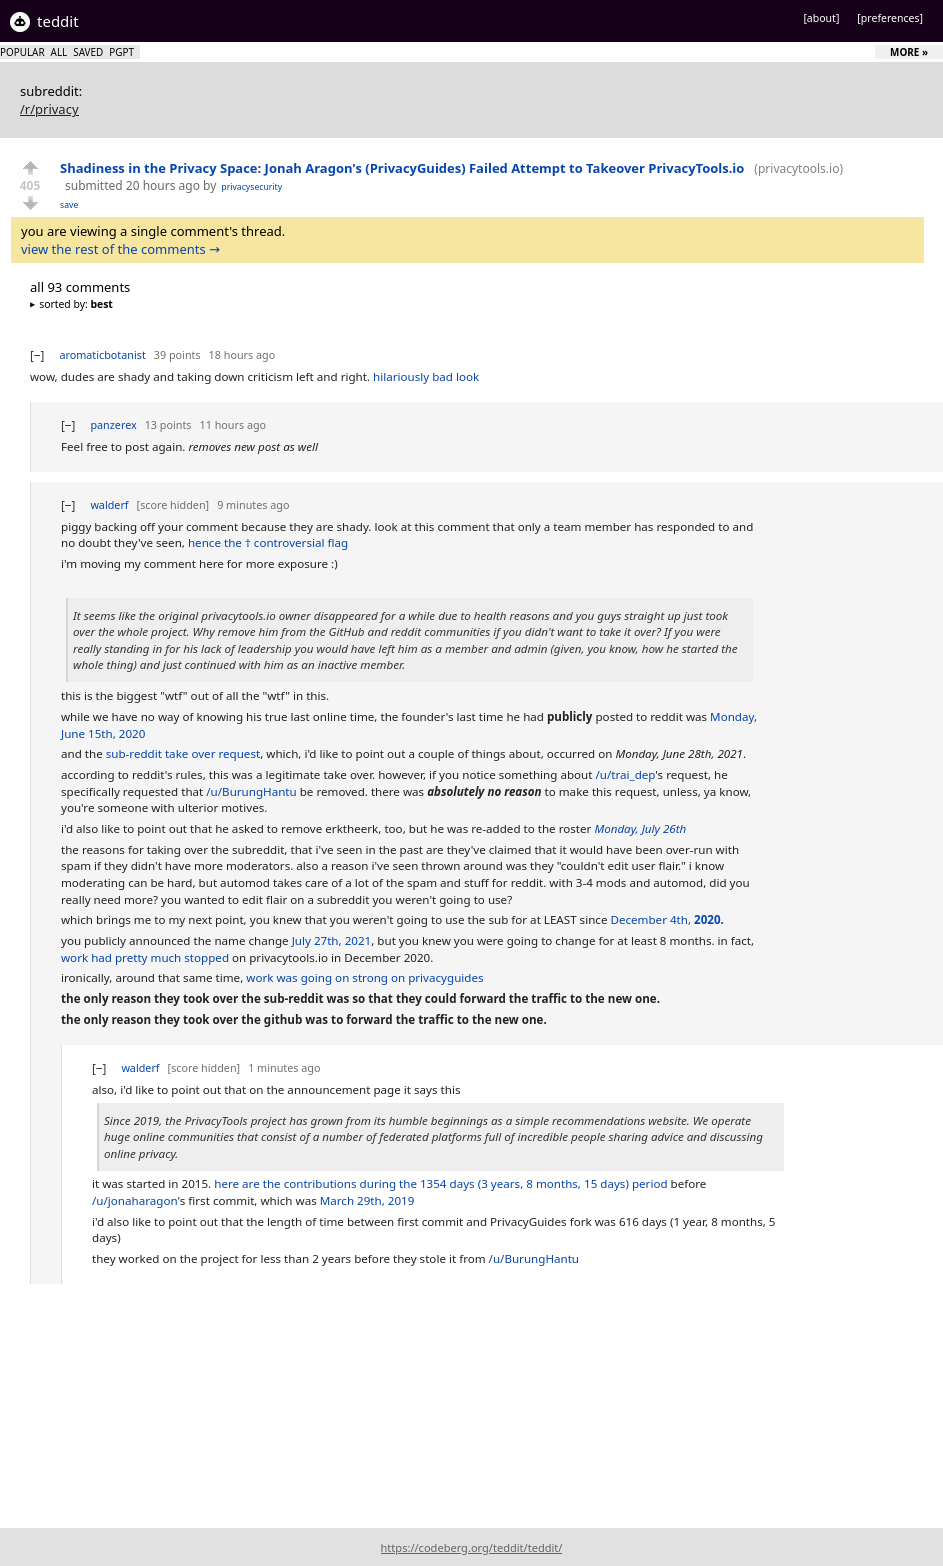 teddit
[about] [preferences]
POPULAR ALL SAVED PGPT
MORE »
subreddit:
/r/privacy
Shadiness in the Privacy Space: Jonah Aragon's (PrivacyGuides) Failed Attempt to Takeover PrivacyTools.io (privacytools.io)
405
submitted 20 hours ago by privacysecurity
save
you are viewing a single comment's thread.
view the rest of the comments →
all 93 comments
▸ sorted by: best
[−] aromaticbotanist 39 points 18 hours ago
wow, dudes are shady and taking down criticism left and right. hilariously bad look
[−] panzerex 13 points 11 hours ago
Feel free to post again. removes new post as well
[−] walderf [score hidden] 9 minutes ago
piggy backing off your comment because they are shady. look at this comment that only a team member has responded to and
no doubt they've seen, hence the † controversial flag
i'm moving my comment here for more exposure :)
It seems like the original privacytools.io owner disappeared for a while due to health reasons and you guys straight up just took
over the whole project. Why remove him from the GitHub and reddit communities if you didn't want to take it over? If you were
really standing in for his lack of leadership you would have left him as a member and admin (given, you know, how he started the
whole thing) and just continued with him as an inactive member.
this is the biggest "wtf" out of all the "wtf" in this.
while we have no way of knowing his true last online time, the founder's last time he had publicly posted to reddit was Monday,
June 15th, 2020
and the sub-reddit take over request, which, i'd like to point out a couple of things about, occurred on Monday, June 28th, 2021.
according to reddit's rules, this was a legitimate take over. however, if you notice something about /u/trai_dep's request, he
specifically requested that /u/BurungHantu be removed. there was absolutely no reason to make this request, unless, ya know,
you're someone with ulterior motives.
i'd also like to point out that he asked to remove erktheerk, too, but he was re-added to the roster Monday, July 26th
the reasons for taking over the subreddit, that i've seen in the past are they've claimed that it would have been over-run with
spam if they didn't have more moderators. also a reason i've seen thrown around was they "couldn't edit user flair." i know
moderating can be hard, but automod takes care of a lot of the spam and stuff for reddit. with 3-4 mods and automod, did you
really need more? you wanted to edit flair on a subreddit you weren't going to use?
which brings me to my next point, you knew that you weren't going to use the sub for at LEAST since December 4th, 2020.
you publicly announced the name change July 27th, 2021, but you knew you were going to change for at least 8 months. in fact,
work had pretty much stopped on privacytools.io in December 2020.
ironically, around that same time, work was going on strong on privacyguides
the only reason they took over the sub-reddit was so that they could forward the traffic to the new one.
the only reason they took over the github was to forward the traffic to the new one.
[−] walderf [score hidden] 1 minutes ago
also, i'd like to point out that on the announcement page it says this
Since 2019, the PrivacyTools project has grown from its humble beginnings as a simple recommendations website. We operate
huge online communities that consist of a number of federated platforms full of incredible people sharing advice and discussing
online privacy.
it was started in 2015. here are the contributions during the 1354 days (3 years, 8 months, 15 days) period before
/u/jonaharagon's first commit, which was March 29th, 2019
i'd also like to point out that the length of time between first commit and PrivacyGuides fork was 616 days (1 year, 8 months, 5
days)
they worked on the project for less than 2 years before they stole it from /u/BurungHantu
https://codeberg.org/teddit/teddit/